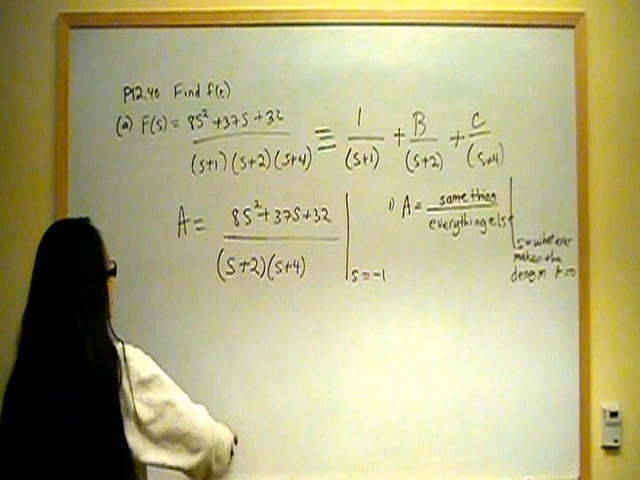 P12.40 Find f(t)
(a) F(s) = 8s² + 37s + 32 / (s+1)(s+2)(s+4) = 1/(s+1) + B/(s+2) + C/(s+4)
A = 8s² + 37s + 32 / (s+2)(s+4) | s = -1
1) A = same thing / everything else | s = whatever
makes the
denom = 0